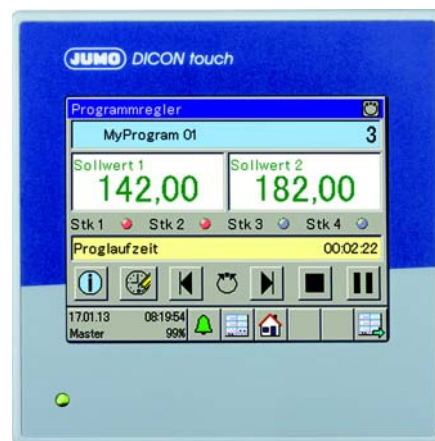 JUMO DICON touch
Programmregler
MyProgram 01 3
Sollwert 1 Sollwert 2
142,00 182,00
Stk 1 Stk 2 Stk 3 Stk 4
Proglaufzeit 00:02:22
17.01.13 08:19:54
Master 99%